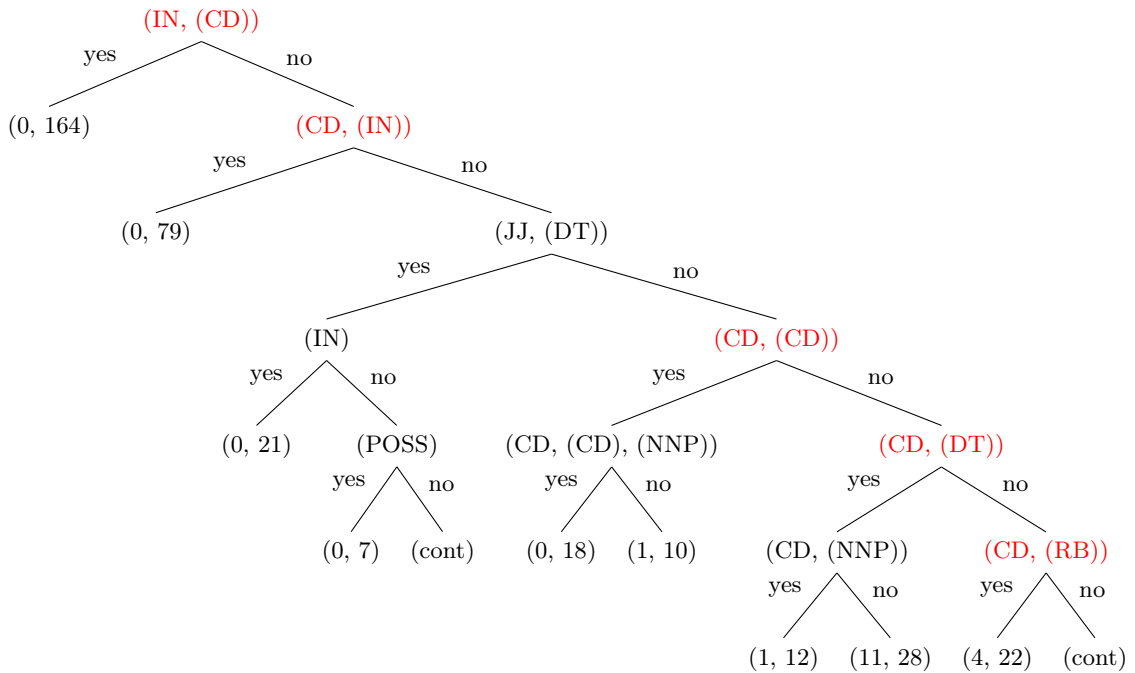 (IN, (CD))
yes no
(0, 164) (CD, (IN))
yes no
(0, 79) (JJ, (DT))
yes no
(IN) (CD, (CD))
yes no yes no
(0, 21) (POSS) (CD, (CD), (NNP)) (CD, (DT))
yes no yes no yes no
(0, 7) (cont) (0, 18) (1, 10) (CD, (NNP)) (CD, (RB))
yes no yes no
(1, 12) (11, 28) (4, 22) (cont)